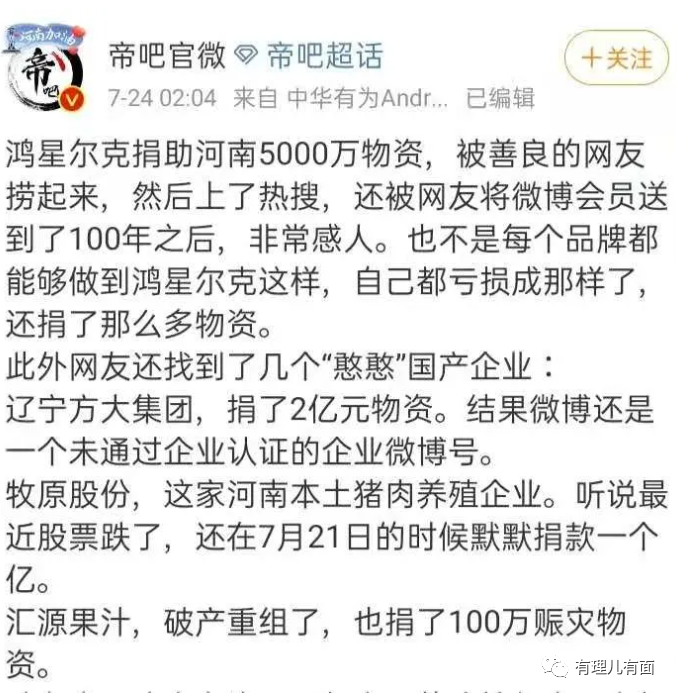 河南加油
帝吧
帝吧官微 帝吧超话
+关注
7-24 02:04 来自 中华有为Andr... 已编辑
鸿星尔克捐助河南5000万物资，被善良的网友
捞起来，然后上了热搜，还被网友将微博会员送
到了100年之后，非常感人。也不是每个品牌都
能够做到鸿星尔克这样，自己都亏损成那样了，
还捐了那么多物资。
此外网友还找到了几个“憨憨”国产企业：
辽宁方大集团，捐了2亿元物资。结果微博还是
一个未通过企业认证的企业微博号。
牧原股份，这家河南本土猪肉养殖企业。听说最
近股票跌了，还在7月21日的时候默默捐款一个
亿。
汇源果汁，破产重组了，也捐了100万赈灾物
资。
有理儿有面